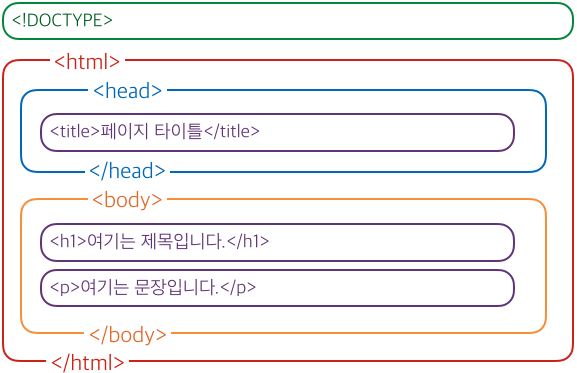 <!DOCTYPE>
<html>
<head>
<title>페이지 타이틀</title>
</head>
<body>
<h1>여기는 제목입니다.</h1>
<p>여기는 문장입니다.</p>
</body>
</html>